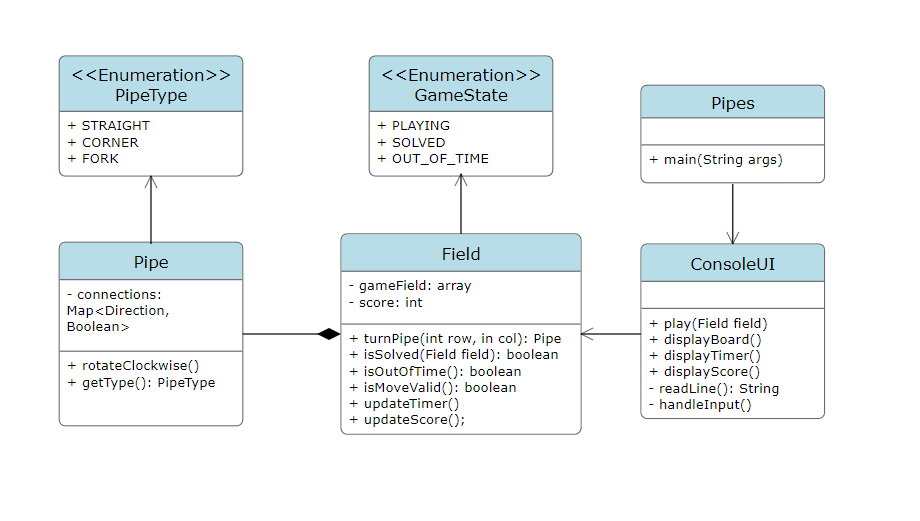 <<Enumeration>>
PipeType
+ STRAIGHT
+ CORNER
+ FORK
<<Enumeration>>
GameState
+ PLAYING
+ SOLVED
+ OUT_OF_TIME
Pipes
+ main(String args)
Pipe
- connections:
Map<Direction,
Boolean>
+ rotateClockwise()
+ getType(): PipeType
Field
- gameField: array
- score: int
+ turnPipe(int row, in col): Pipe
+ isSolved(Field field): boolean
+ isOutOfTime(): boolean
+ isMoveValid(): boolean
+ updateTimer()
+ updateScore();
ConsoleUI
+ play(Field field)
+ displayBoard()
+ displayTimer()
+ displayScore()
- readLine(): String
- handleInput()